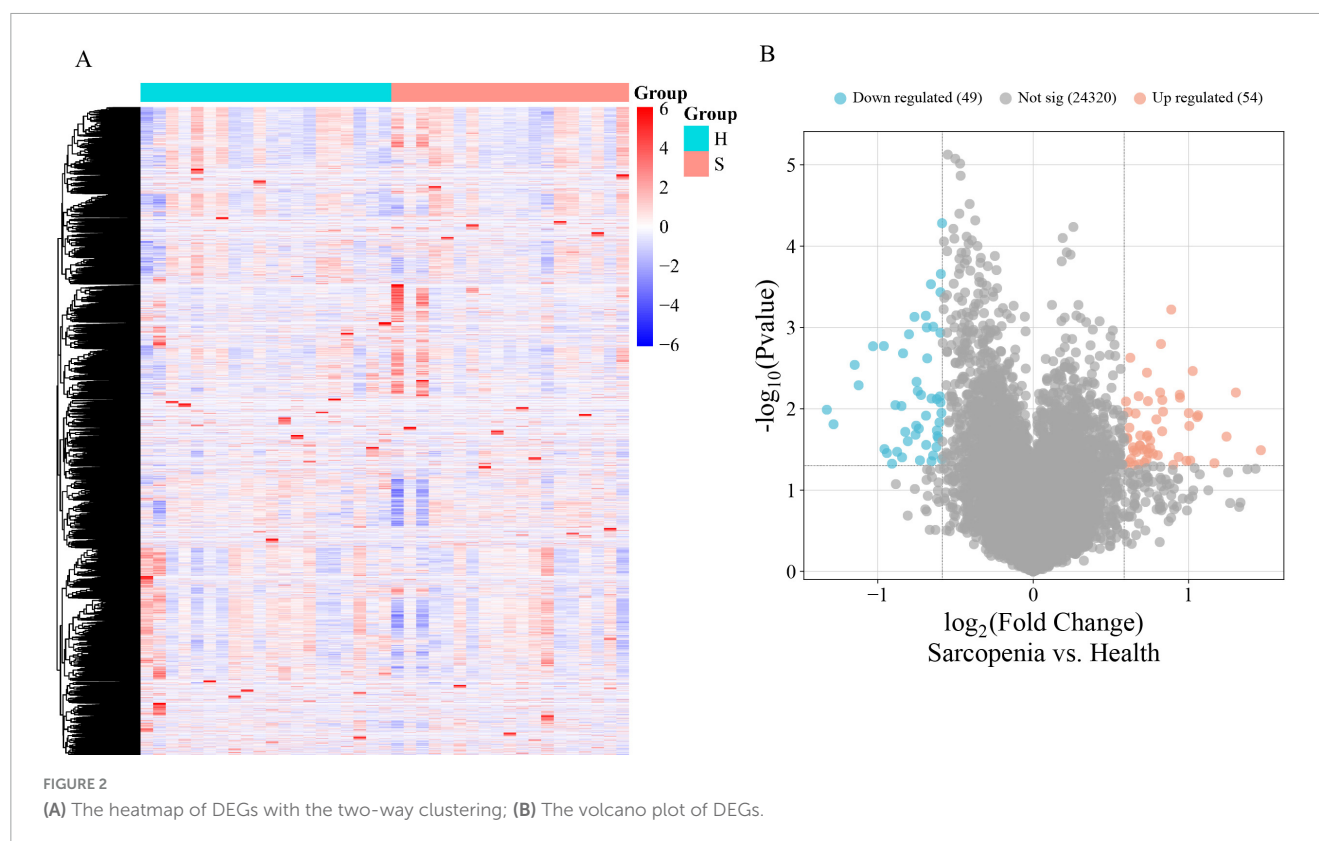 A
Group
6
4
2
0
−2
−4
−6
Group
H
S
B
Down regulated (49) Not sig (24320) Up regulated (54)
5
4
3
2
1
0
-log10(Pvalue)
−1 0 1
log2(Fold Change)
Sarcopenia vs. Health
FIGURE 2
(A) The heatmap of DEGs with the two-way clustering; (B) The volcano plot of DEGs.